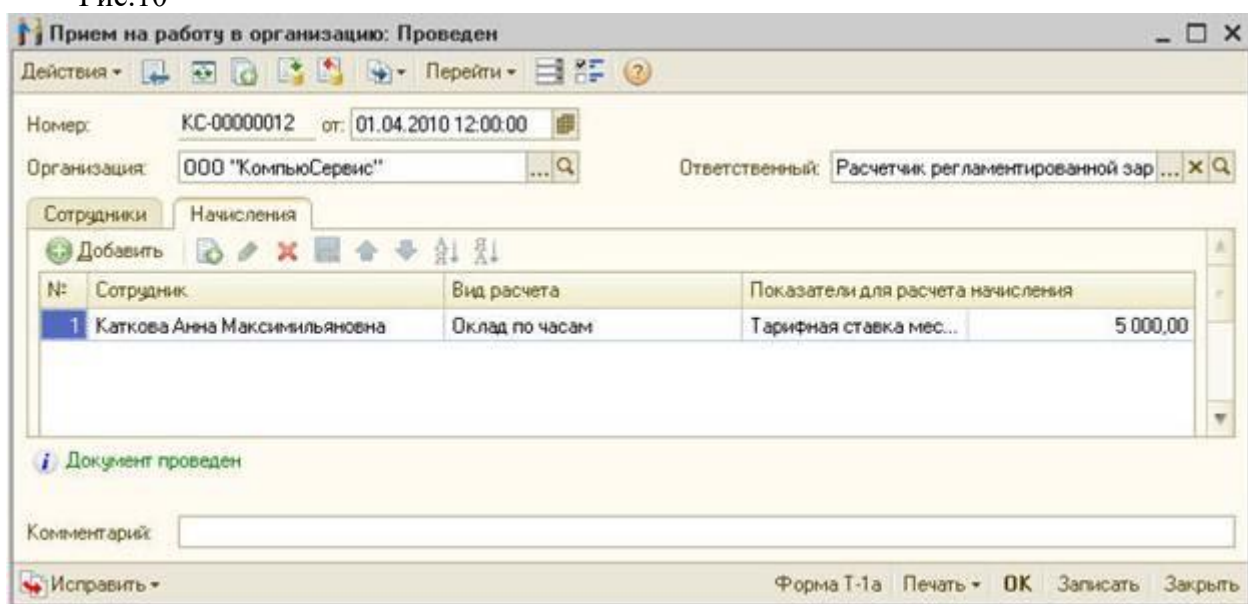 Рис.10
Прием на работу в организацию: Проведен
Действия Перейти
Номер: КС-00000012 от: 01.04.2010 12:00:00
Организация: ООО "КомпьюСервис" ... Ответственный: Расчетчик регламентированной зар ...
Сотрудники Начисления
Добавить
№ Сотрудник Вид расчета Показатели для расчета начисления
1 Каткова Анна Максимильяновна Оклад по часам Тарифная ставка мес... 5 000,00
Документ проведен
Комментарий:
Исправить Форма Т-1а Печать OK Записать Закрыть